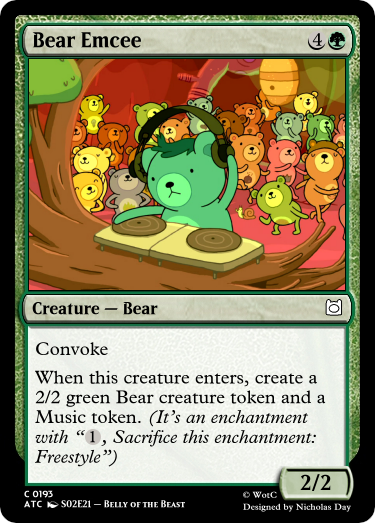 Bear Emcee 4
Creature — Bear
Convoke
When this creature enters, create a
2/2 green Bear creature token and a
Music token. (It's an enchantment
with “1, Sacrifice this enchantment:
Freestyle”)
2/2
C 0193
ATC S02E21 – Belly of the Beast
© WotC
Designed by Nicholas Day